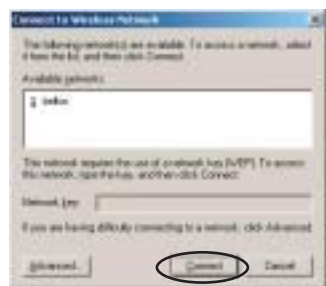 Connect to Wireless Network
The following network(s) are available. To access a network, select
it from the list, and then click Connect.
Available networks:
This network requires the use of a network key (WEP). To access
this network, type the key, and then click Connect.
Network key:
If you are having difficulty connecting to a network, click Advanced.
Advanced...
Connect
Cancel